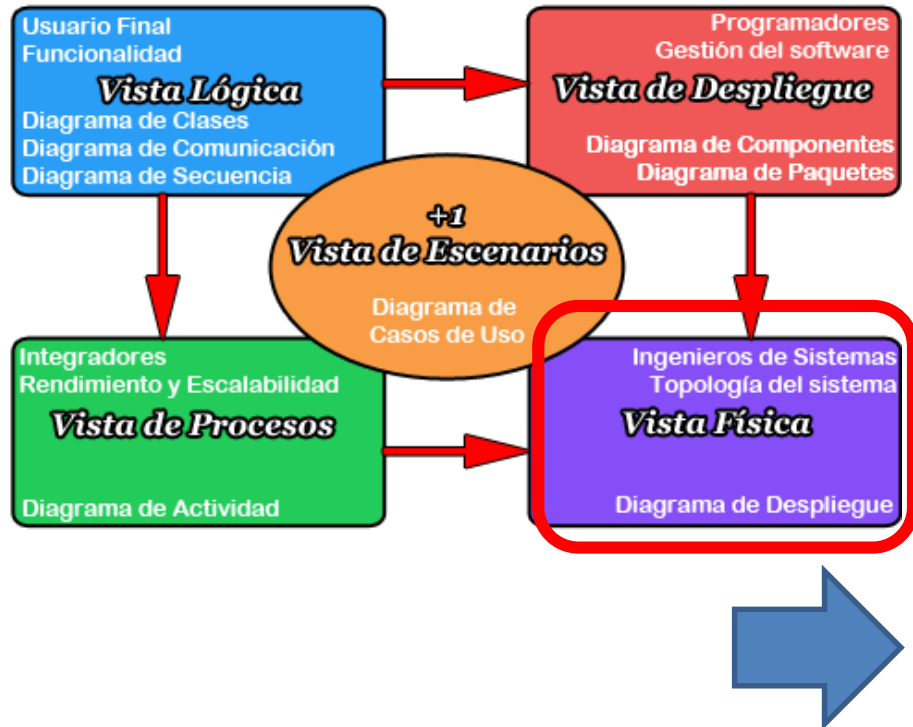 Usuario Final
Funcionalidad
Vista Lógica
Diagrama de Clases
Diagrama de Comunicación
Diagrama de Secuencia
Programadores
Gestión del software
Vista de Despliegue
Diagrama de Componentes
Diagrama de Paquetes
+1
Vista de Escenarios
Diagrama de
Casos de Uso
Integradores
Rendimiento y Escalabilidad
Vista de Procesos
Diagrama de Actividad
Ingenieros de Sistemas
Topología del sistema
Vista Física
Diagrama de Despliegue